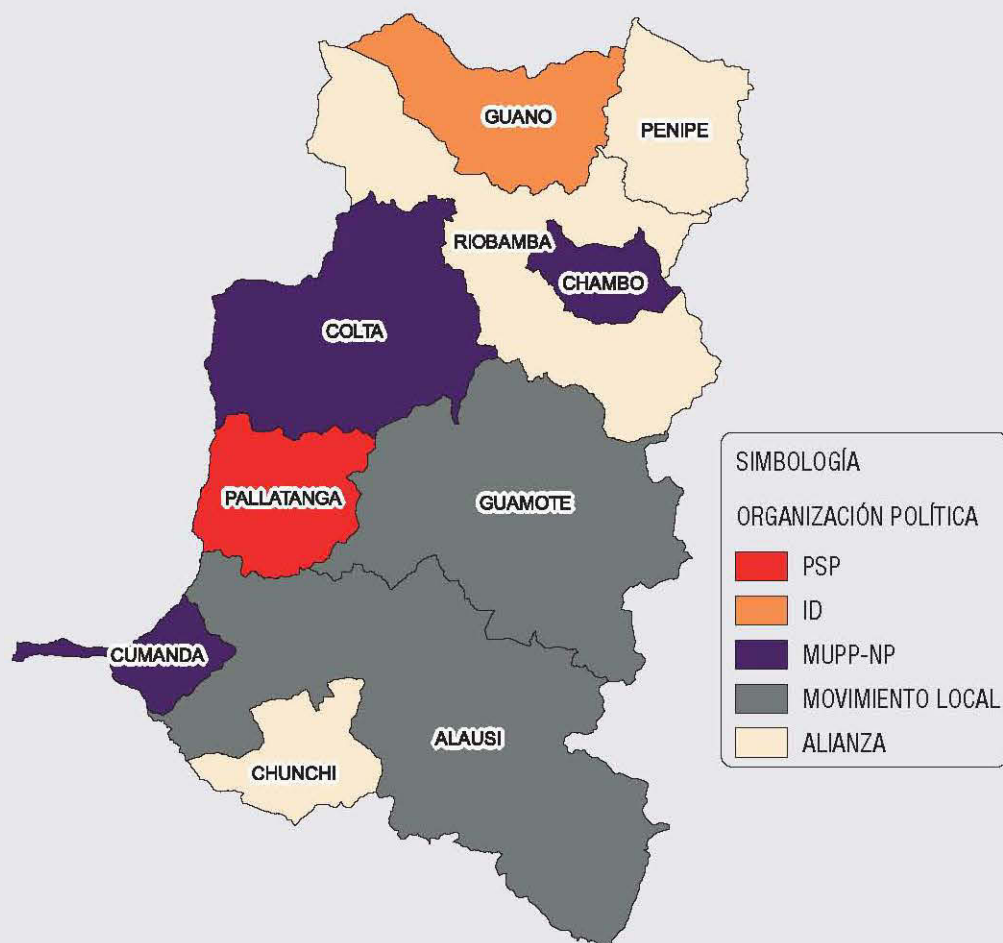 GUANO
PENIPE
RIOBAMBA
CHAMBO
COLTA
PALLATANGA
GUAMOTE
CUMANDA
ALAUSI
CHUNCHI
SIMBOLOGÍA
ORGANIZACIÓN POLÍTICA
PSP
ID
MUPP-NP
MOVIMIENTO LOCAL
ALIANZA